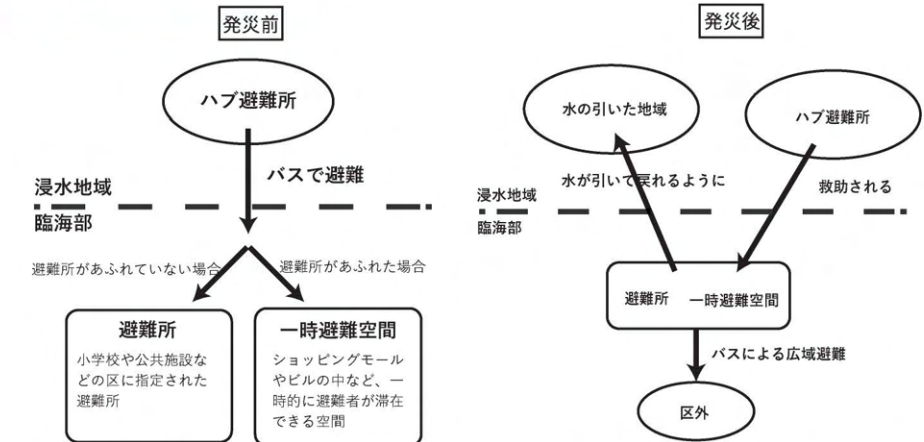 発災前
ハブ避難所
バスで避難
浸水地域
臨海部
避難所があふれていない場合
避難所があふれた場合
避難所
小学校や公共施設な
どの区に指定された
避難所
一時避難空間
ショッピングモール
やビルの中など、一
時的に避難者が滞在
できる空間
発災後
水の引いた地域
ハブ避難所
水が引いて戻れるように
救助される
浸水地域
臨海部
避難所 一時避難空間
バスによる広域避難
区外